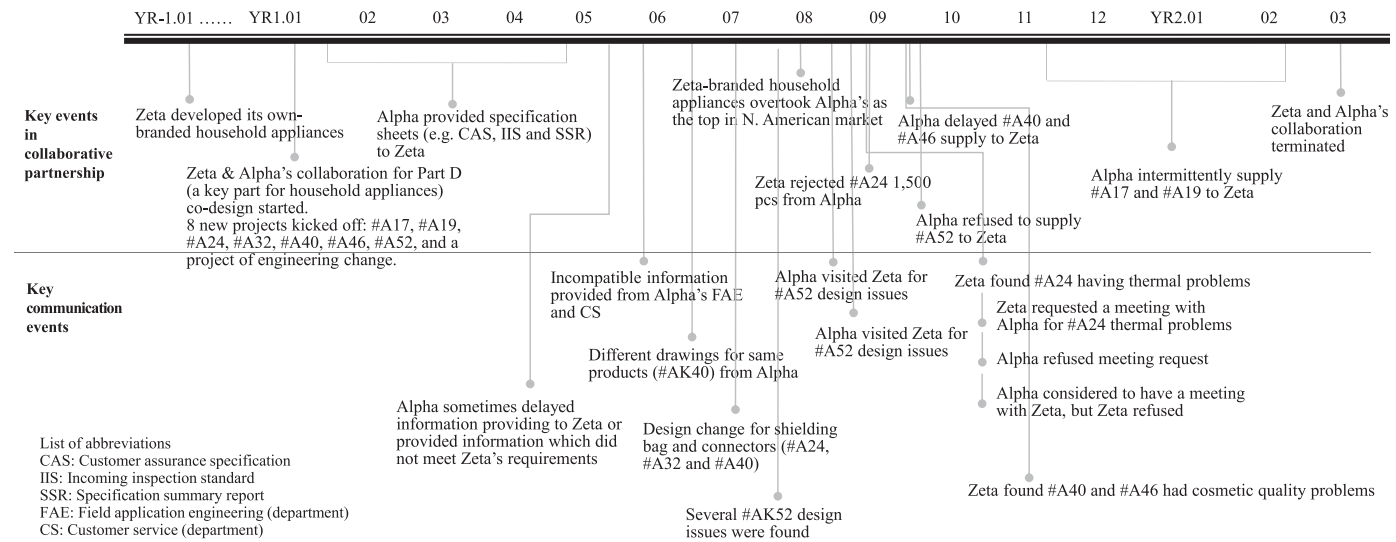 YR-1.01 …… YR1.01 02 03 04 05 06 07 08 09 10 11 12 YR2.01 02 03
Key events
in
collaborative
partnership
Zeta developed its own-
branded household
appliances
Alpha provided specification
sheets (e.g. CAS, IIS and SSR)
to Zeta
Zeta & Alpha's collaboration for Part D
(a key part for household appliances)
co-design started.
8 new projects kicked off: #A17, #A19,
#A24, #A32, #A40, #A46, #A52, and a
project of engineering change.
Zeta-branded household
appliances overtook Alpha's as
the top in N. American market
Alpha delayed #A40 and
#A46 supply to Zeta
Zeta rejected #A24 1,500
pcs from Alpha
Alpha refused to supply
#A52 to Zeta
Alpha intermittently supply
#A17 and #A19 to Zeta
Zeta and Alpha's
collaboration
terminated
Key
communication
events
Alpha sometimes delayed
information providing to Zeta or
provided information which did
not meet Zeta's requirements
Incompatible information
provided from Alpha's FAE
and CS
Different drawings for same
products (#AK40) from Alpha
Design change for shielding
bag and connectors (#A24,
#A32 and #A40)
Several #AK52 design
issues were found
Alpha visited Zeta for
#A52 design issues
Alpha visited Zeta for
#A52 design issues
Zeta found #A24 having thermal problems
Zeta requested a meeting with
Alpha for #A24 thermal problems
Alpha refused meeting request
Alpha considered to have a meeting
with Zeta, but Zeta refused
Zeta found #A40 and #A46 had cosmetic quality problems
List of abbreviations
CAS: Customer assurance specification
IIS: Incoming inspection standard
SSR: Specification summary report
FAE: Field application engineering (department)
CS: Customer service (department)